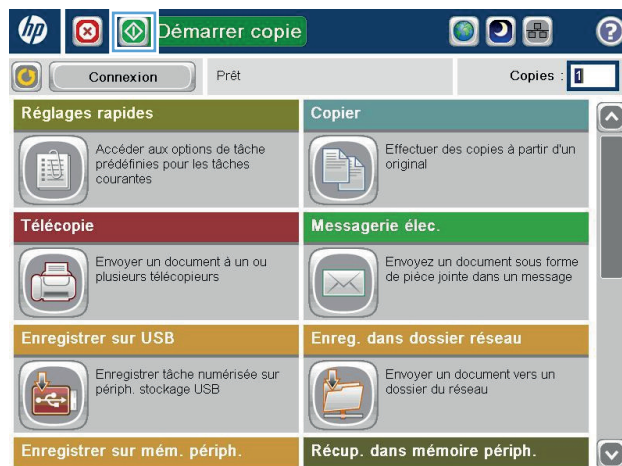 hp
Démarrer copie
?
Connexion
Prêt
Copies : 1
Réglages rapides
Copier
Accéder aux options de tâche
prédéfinies pour les tâches
courantes
Effectuer des copies à partir d'un
original
Télécopie
Messagerie élec.
Envoyer un document à un ou
plusieurs télécopieurs
Envoyez un document sous forme
de pièce jointe dans un message
Enregistrer sur USB
Enreg. dans dossier réseau
Enregistrer tâche numérisée sur
périph. stockage USB
Envoyer un document vers un
dossier du réseau
Enregistrer sur mém. périph.
Récup. dans mémoire périph.